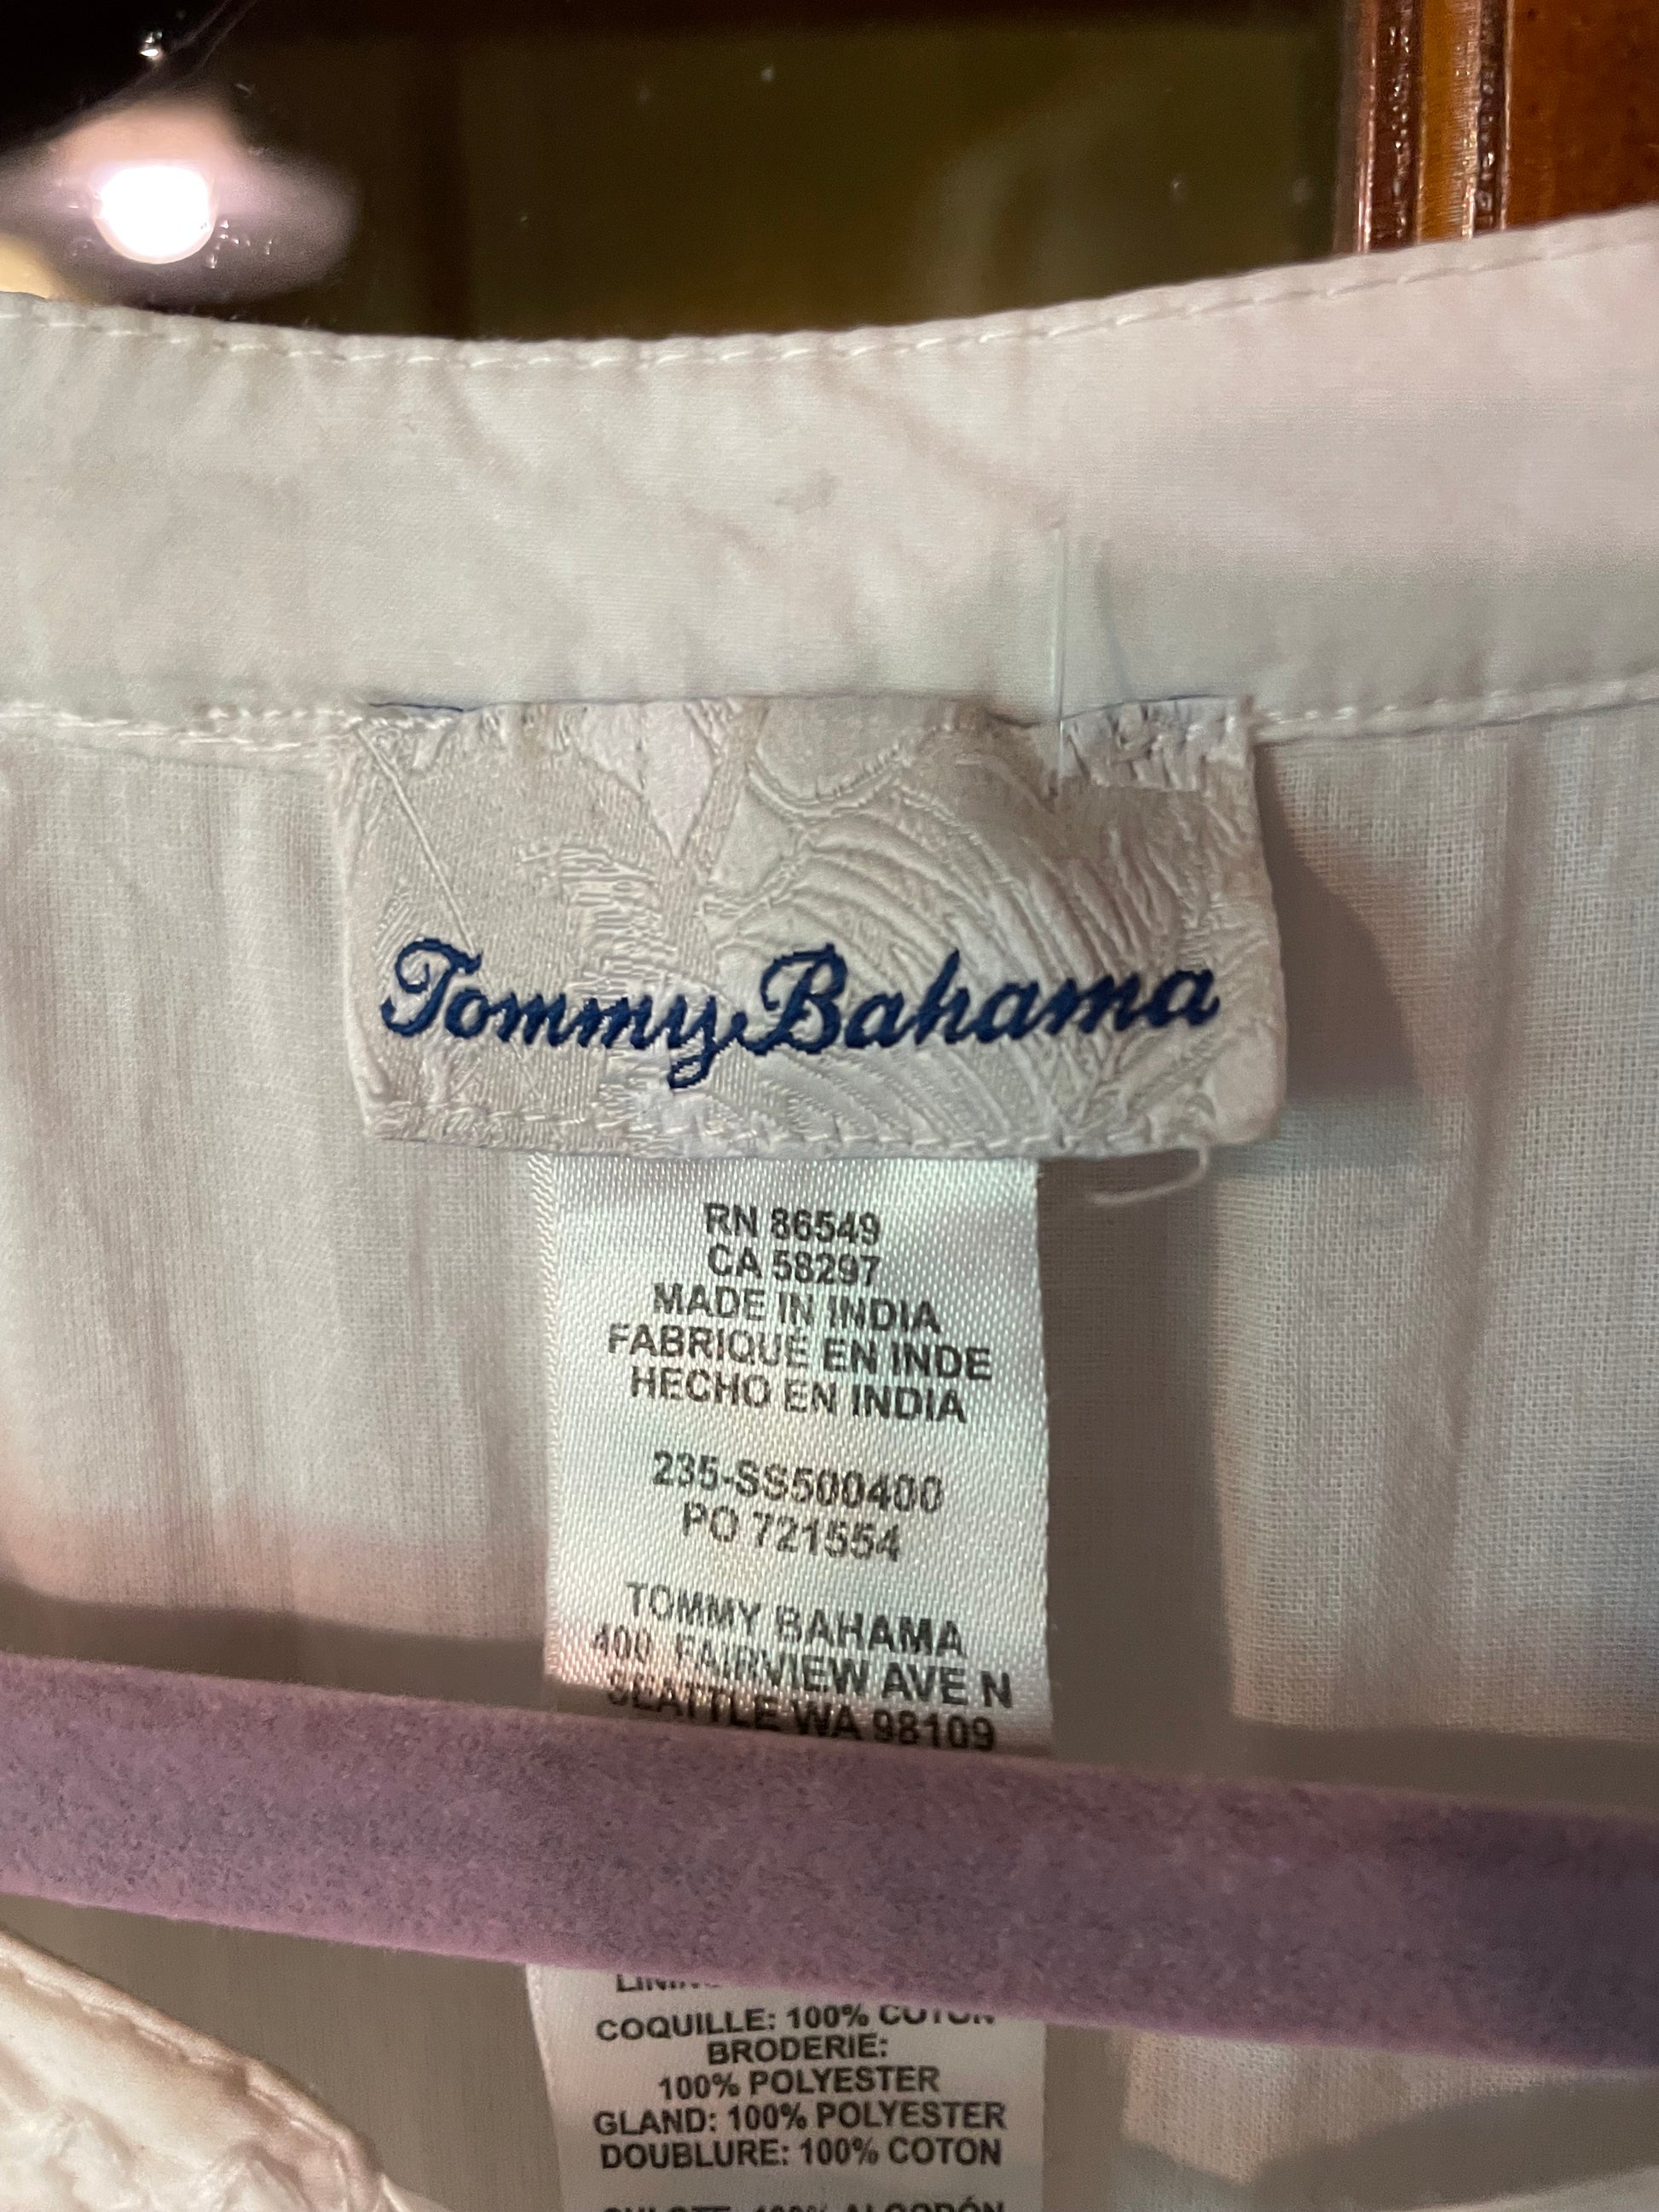 Tommy Bahama
RN 86549
CA 58297
MADE IN INDIA
FABRIQUÉ EN INDE
HECHO EN INDIA
235-SS500400
PO 721554
TOMMY BAHAMA
400 FAIRVIEW AVE N
SEATTLE WA 98109
COQUILLE: 100% COTON
BRODERIE:
100% POLYESTER
GLAND: 100% POLYESTER
DOUBLURE: 100% COTON
100% ALGODÓN